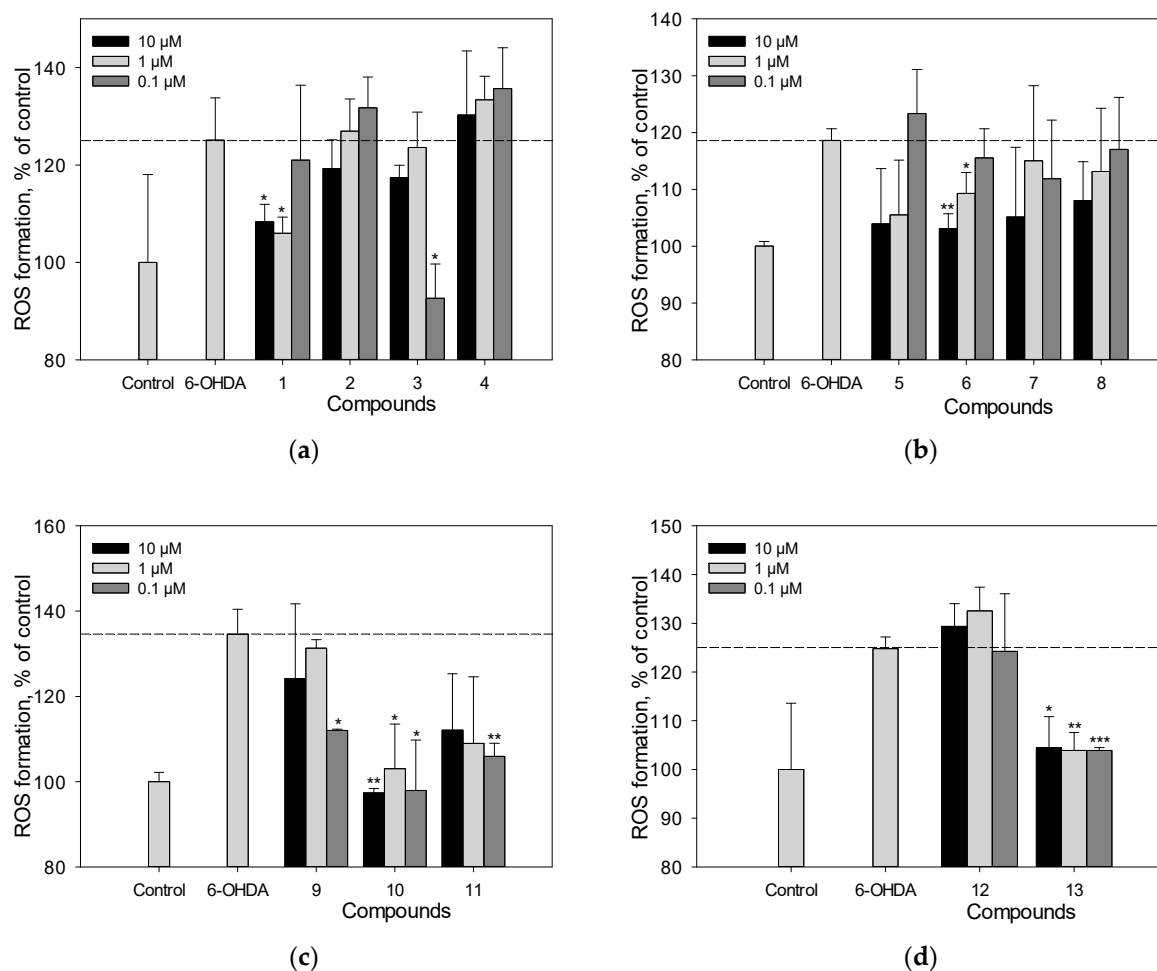 ROS formation, % of control
140
120
100
80
10 µM
1 µM
0.1 µM
*
*
*
Control 6-OHDA 1 2 3 4
Compounds
(a)
ROS formation, % of control
140
130
120
110
100
90
80
10 µM
1 µM
0.1 µM
**
*
Control 6-OHDA 5 6 7 8
Compounds
(b)
ROS formation, % of control
160
140
120
100
80
10 µM
1 µM
0.1 µM
*
**
*
*
**
Control 6-OHDA 9 10 11
Compounds
(c)
ROS formation, % of control
150
140
130
120
110
100
90
80
10 µM
1 µM
0.1 µM
*
**
***
Control 6-OHDA 12 13
Compounds
(d)